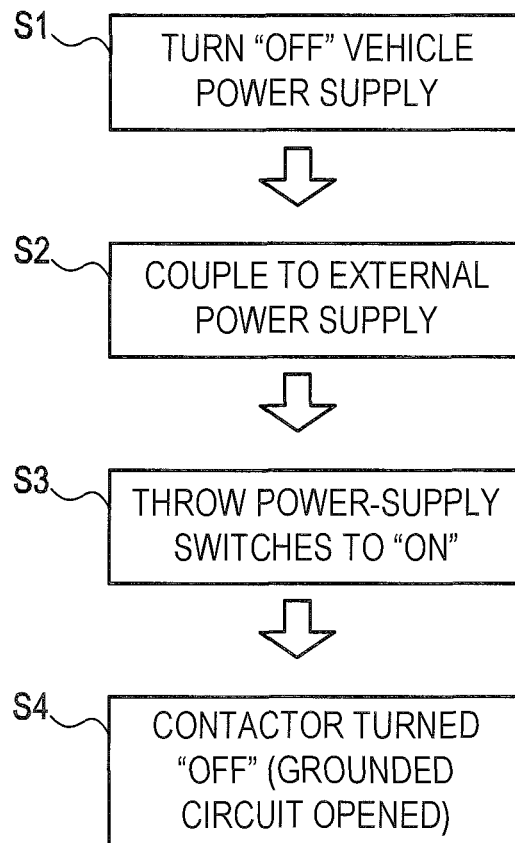 S1
TURN “OFF” VEHICLE
POWER SUPPLY
S2
COUPLE TO EXTERNAL
POWER SUPPLY
S3
THROW POWER-SUPPLY
SWITCHES TO “ON”
S4
CONTACTOR TURNED
“OFF” (GROUNDED
CIRCUIT OPENED)